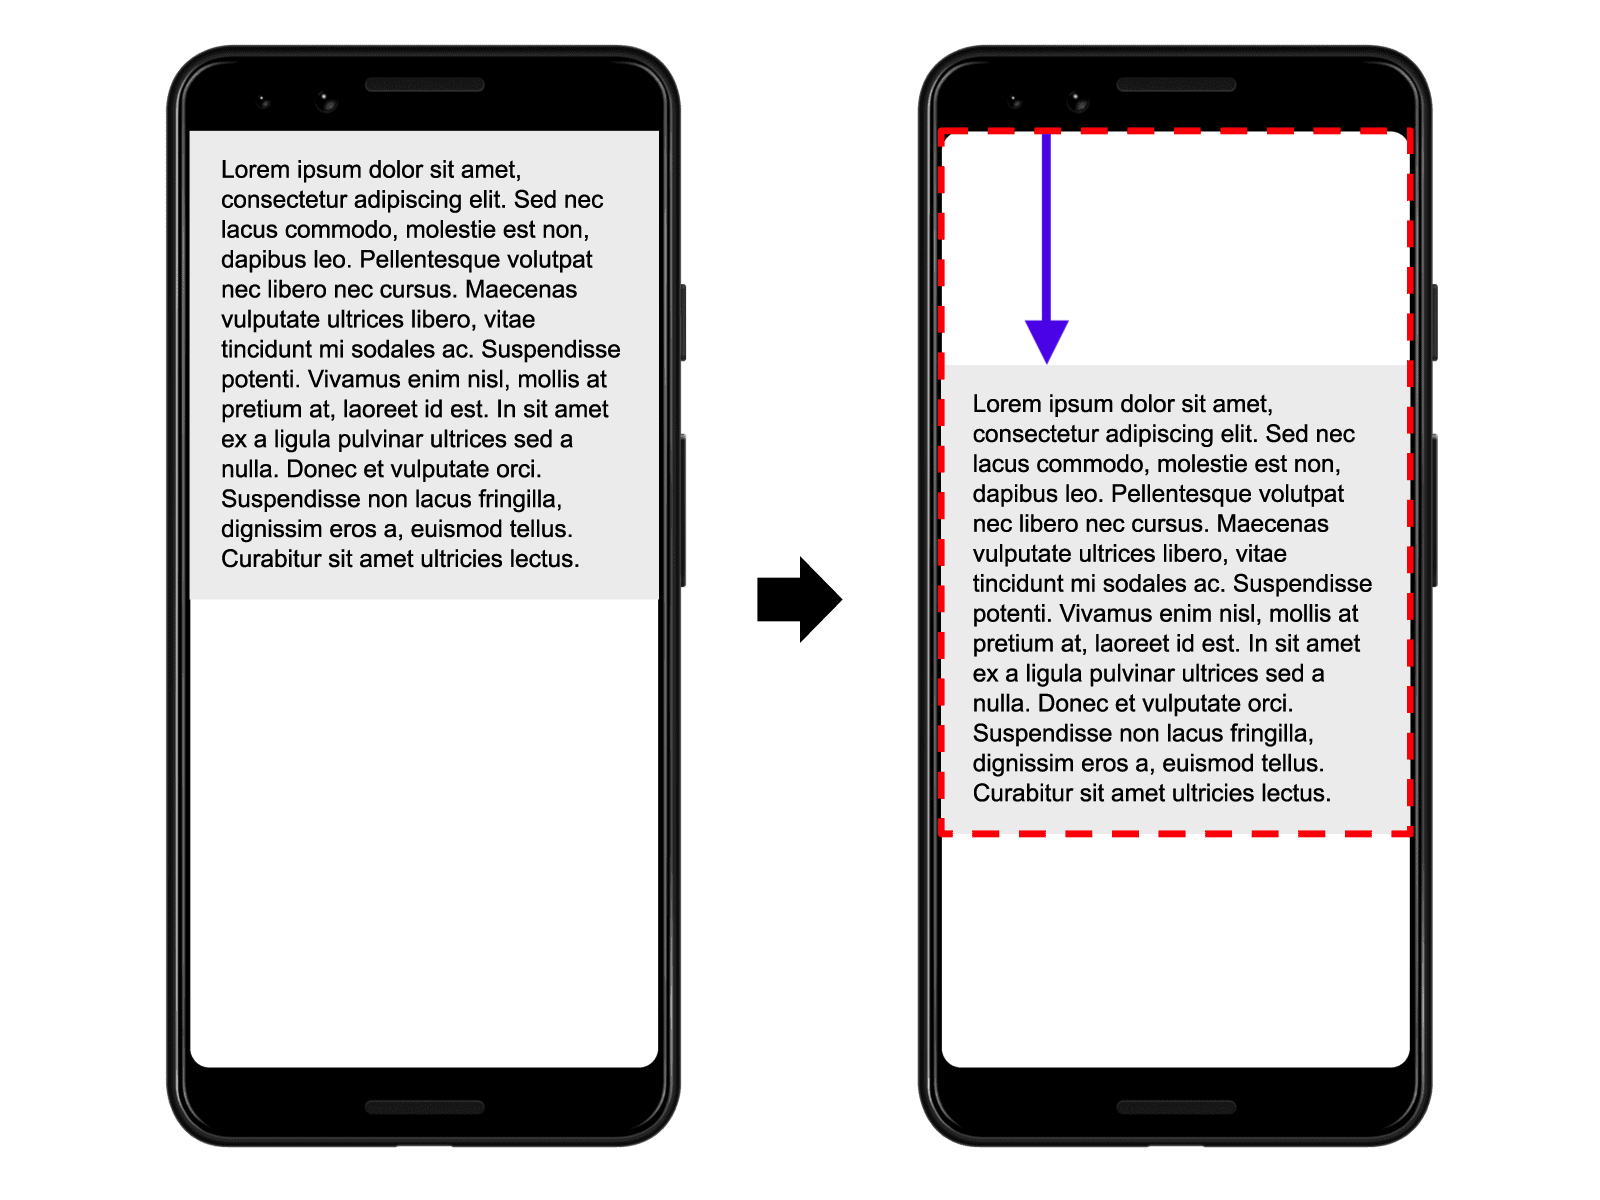 Lorem ipsum dolor sit amet,
consectetur adipiscing elit. Sed nec
lacus commodo, molestie est non,
dapibus leo. Pellentesque volutpat
nec libero nec cursus. Maecenas
vulputate ultrices libero, vitae
tincidunt mi sodales ac. Suspendisse
potenti. Vivamus enim nisl, mollis at
pretium at, laoreet id est. In sit amet
ex a ligula pulvinar ultrices sed a
nulla. Donec et vulputate orci.
Suspendisse non lacus fringilla,
dignissim eros a, euismod tellus.
Curabitur sit amet ultricies lectus.
Lorem ipsum dolor sit amet,
consectetur adipiscing elit. Sed nec
lacus commodo, molestie est non,
dapibus leo. Pellentesque volutpat
nec libero nec cursus. Maecenas
vulputate ultrices libero, vitae
tincidunt mi sodales ac. Suspendisse
potenti. Vivamus enim nisl, mollis at
pretium at, laoreet id est. In sit amet
ex a ligula pulvinar ultrices sed a
nulla. Donec et vulputate orci.
Suspendisse non lacus fringilla,
dignissim eros a, euismod tellus.
Curabitur sit amet ultricies lectus.